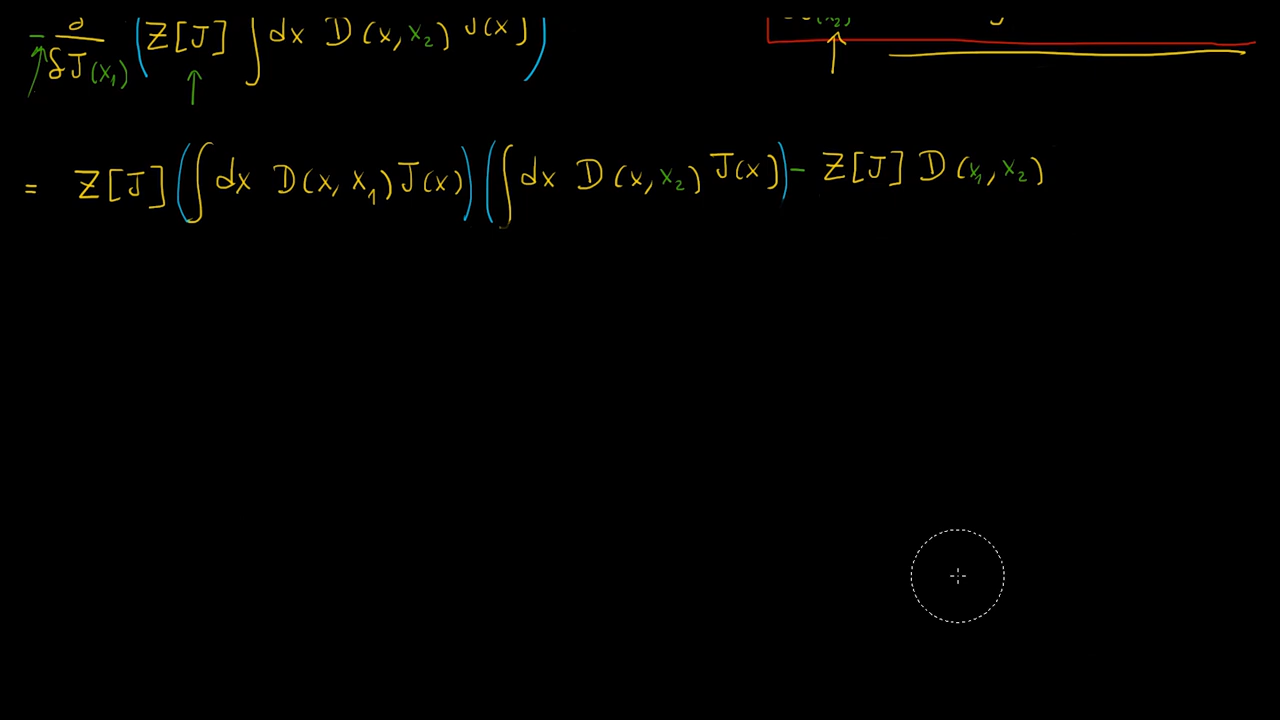 - δ/δJ(x₁) ( Z[J] ∫ dx D(x, x₂) J(x) )
= Z[J] ( ∫ dx D(x, x₁) J(x) ) ( ∫ dx D(x, x₂) J(x) ) - Z[J] D(x₁, x₂)